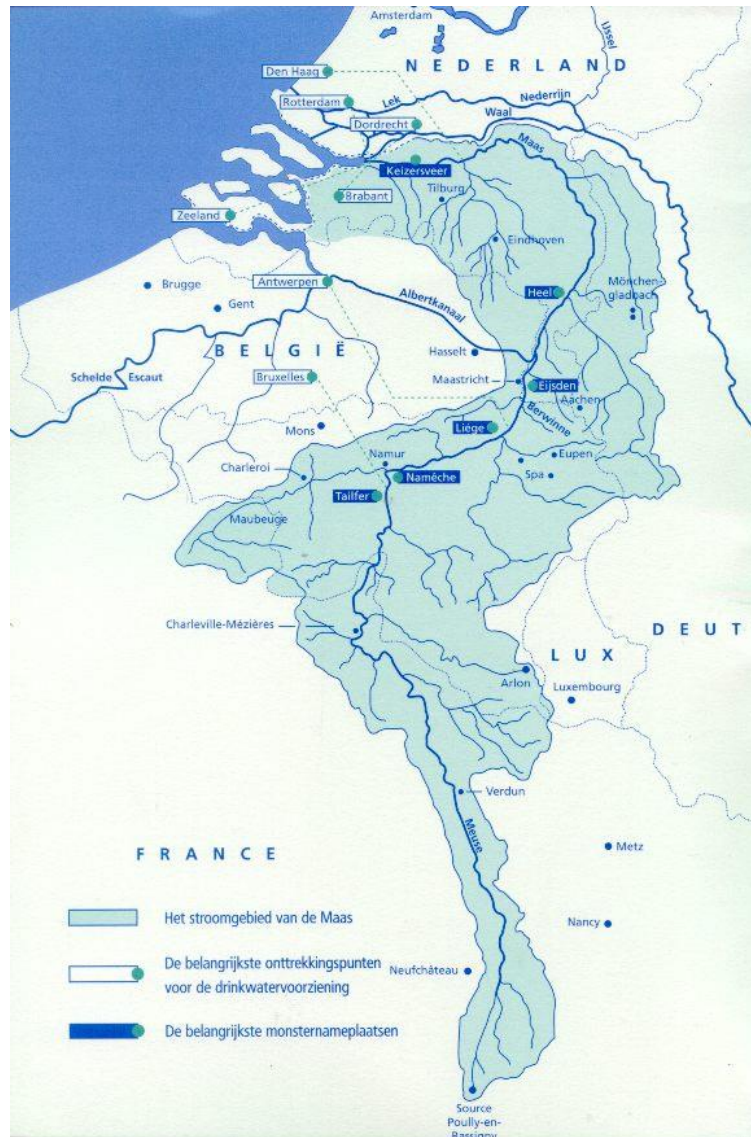 Amsterdam
IJssel
NEDERLAND
Den Haag
Rotterdam
Lek
Nederrijn
Waal
Dordrecht
Maas
Keizersveer
Tilburg
Brabant
Zeeland
Eindhoven
Antwerpen
Heel
Mönchen-
gladbach
Brugge
Gent
Albertkanaal
BELGIË
Hasselt
Schelde
Escaut
Bruxelles
Maastricht
Eijsden
Aachen
Berwinne
Mons
Liège
Eupen
Namur
Spa
Charleroi
Namêche
Tailfer
Maubeuge
Charleville-Mézières
DEUT
LUX
Arlon
Luxembourg
Verdun
Meuse
FRANCE
Metz
Het stroomgebied van de Maas
Nancy
De belangrijkste onttrekkingspunten
voor de drinkwatervoorziening
Neufchâteau
De belangrijkste monsternameplaatsen
Source
Poully-en-
Bassigny